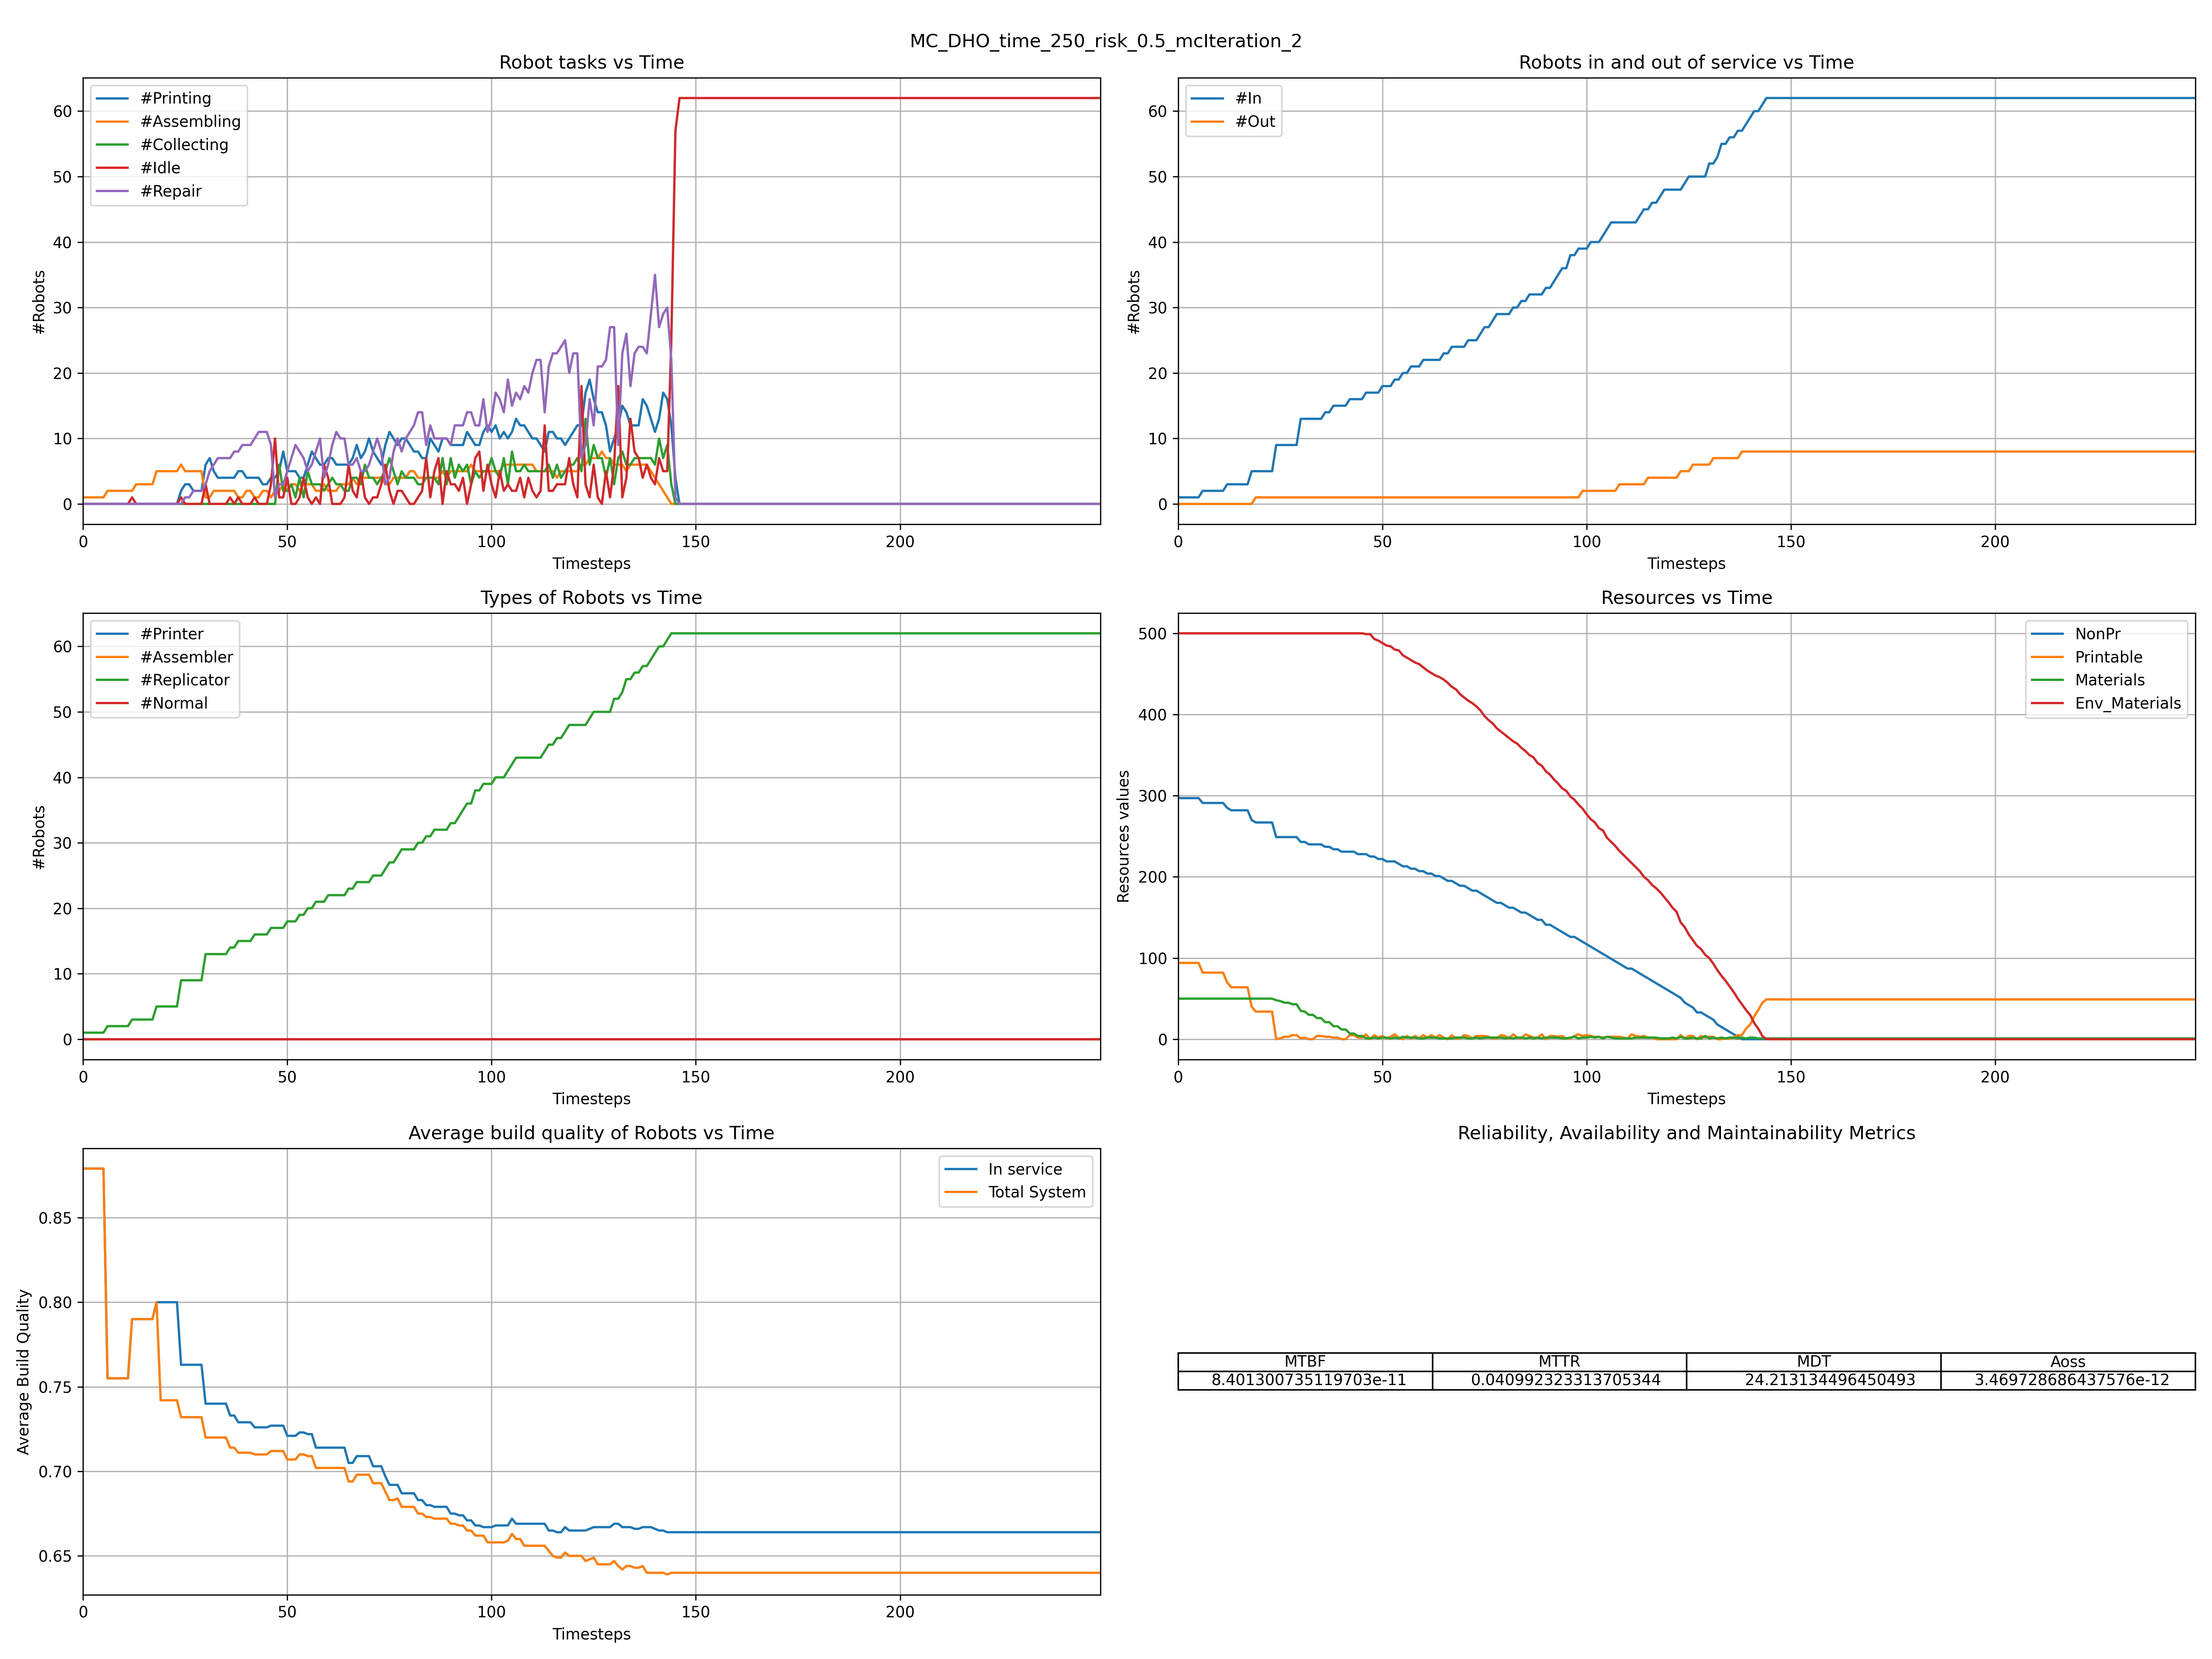 MC_DHO_time_250_risk_0.5_mcIteration_2
Robot tasks vs Time
#Printing
#Assembling
#Collecting
#Idle
#Repair
60
50
40
30
20
10
0
#Robots
0 50 100 150 200
Timesteps
Robots in and out of service vs Time
#In
#Out
60
50
40
30
20
10
0
#Robots
0 50 100 150 200
Timesteps
Types of Robots vs Time
#Printer
#Assembler
#Replicator
#Normal
60
50
40
30
20
10
0
#Robots
0 50 100 150 200
Timesteps
Resources vs Time
NonPr
Printable
Materials
Env_Materials
500
400
300
200
100
0
Resources values
0 50 100 150 200
Timesteps
Average build quality of Robots vs Time
In service
Total System
0.85
0.80
0.75
0.70
0.65
Average Build Quality
0 50 100 150 200
Timesteps
Reliability, Availability and Maintainability Metrics
MTBF MTTR MDT Aoss
8.401300735119703e-11 0.040992323313705344 24.213134496450493 3.469728686437576e-12